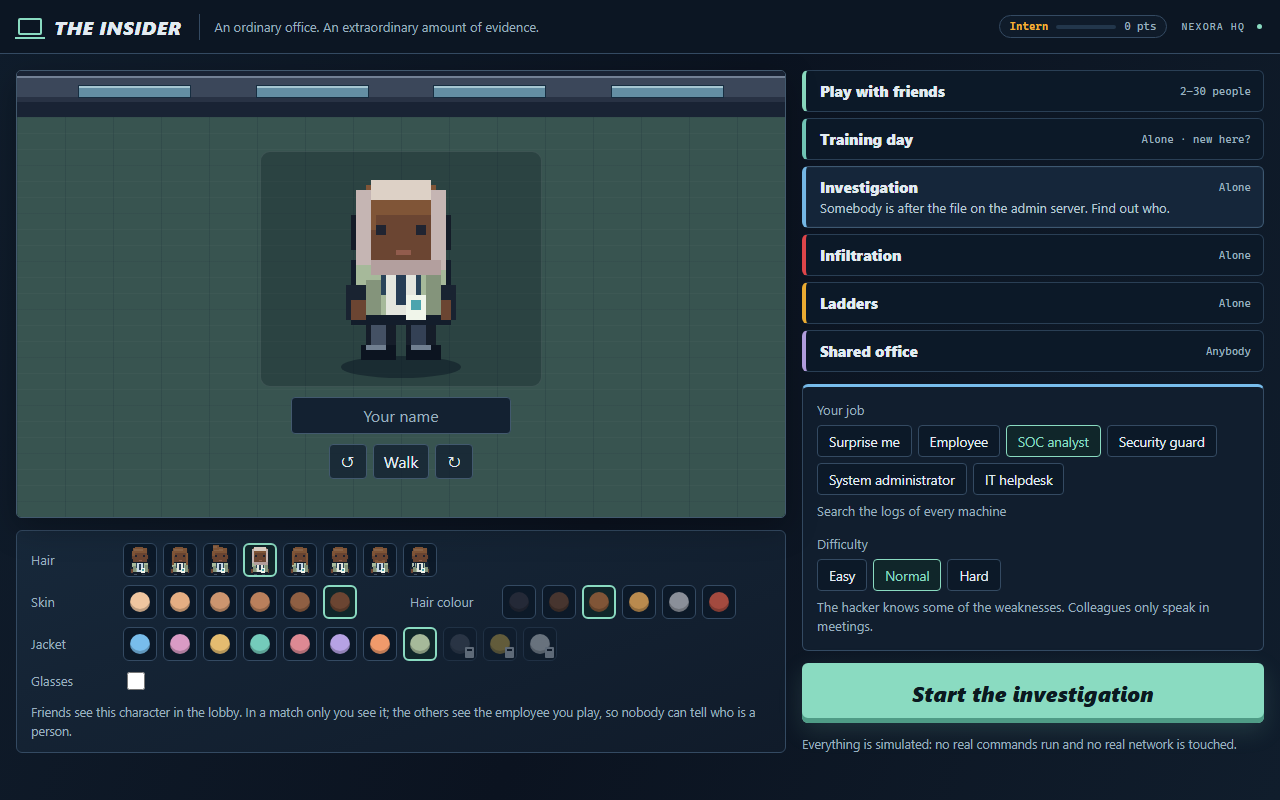 THE INSIDER
An ordinary office. An extraordinary amount of evidence.
Intern
0 pts
NEXORA HQ
Your name
↺
Walk
↻
Hair
Skin
Hair colour
Jacket
Glasses
Friends see this character in the lobby. In a match only you see it; the others see the employee you play, so nobody can tell who is a
person.
Play with friends
2–30 people
Training day
Alone · new here?
Investigation
Alone
Somebody is after the file on the admin server. Find out who.
Infiltration
Alone
Ladders
Alone
Shared office
Anybody
Your job
Surprise me
Employee
SOC analyst
Security guard
System administrator
IT helpdesk
Search the logs of every machine
Difficulty
Easy
Normal
Hard
The hacker knows some of the weaknesses. Colleagues only speak in
meetings.
Start the investigation
Everything is simulated: no real commands run and no real network is touched.